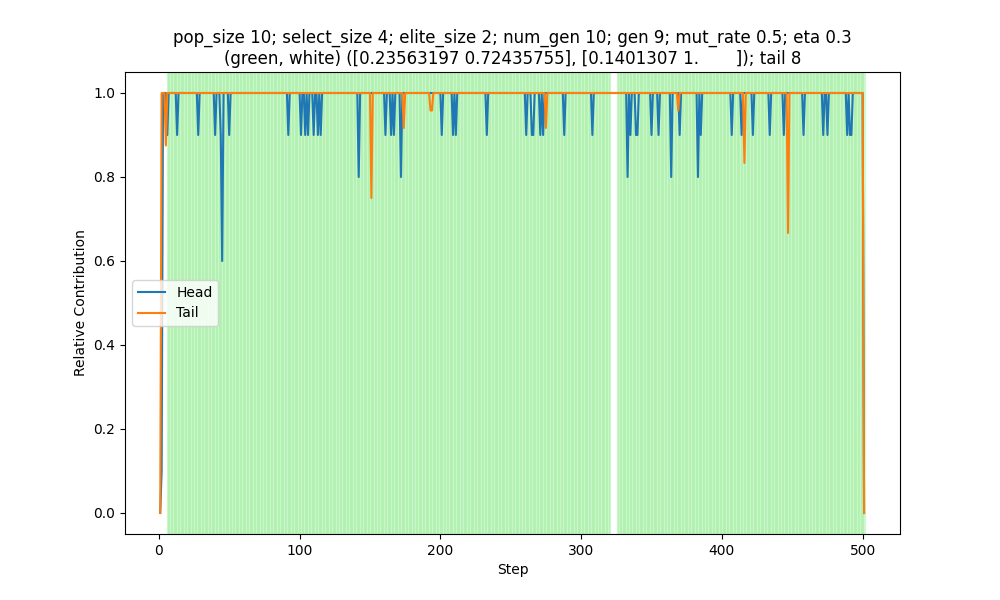 pop_size 10; select_size 4; elite_size 2; num_gen 10; gen 9; mut_rate 0.5; eta 0.3
(green, white) ([0.23563197 0.72435755], [0.1401307 1.        ]); tail 8
Relative Contribution
1.0
0.8
0.6
0.4
0.2
0.0
Head
Tail
0
100
200
300
400
500
Step